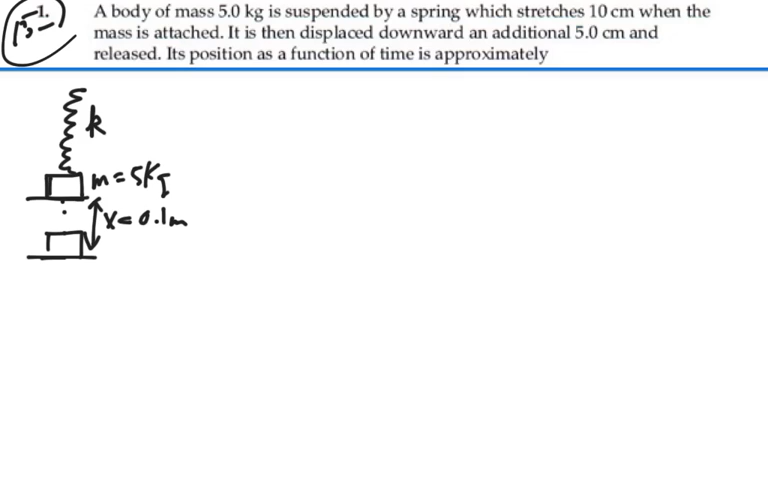 A body of mass 5.0 kg is suspended by a spring which stretches 10 cm when the
mass is attached. It is then displaced downward an additional 5.0 cm and
released. Its position as a function of time is approximately
k
m = 5kg
x = 0.1m